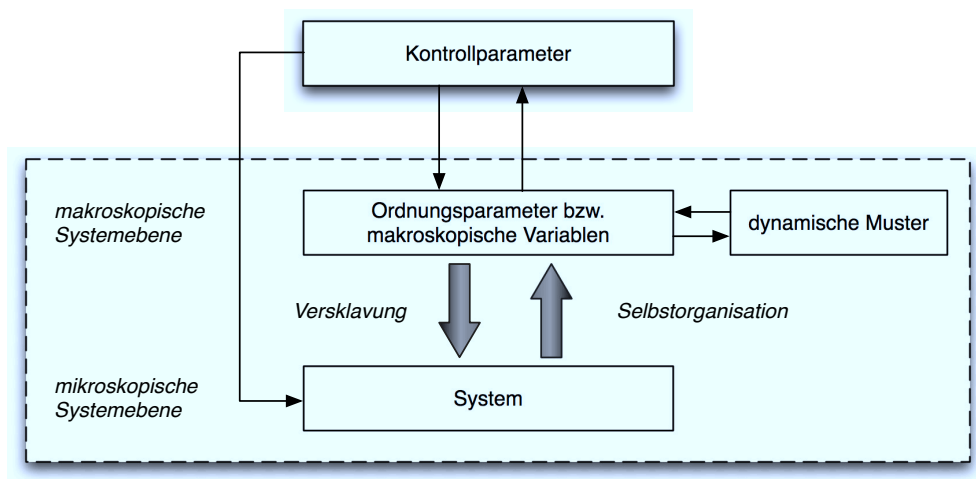 Kontrollparameter
makroskopische
Systemebene
Ordnungsparameter bzw.
makroskopische Variablen
dynamische Muster
Versklavung
Selbstorganisation
mikroskopische
Systemebene
System